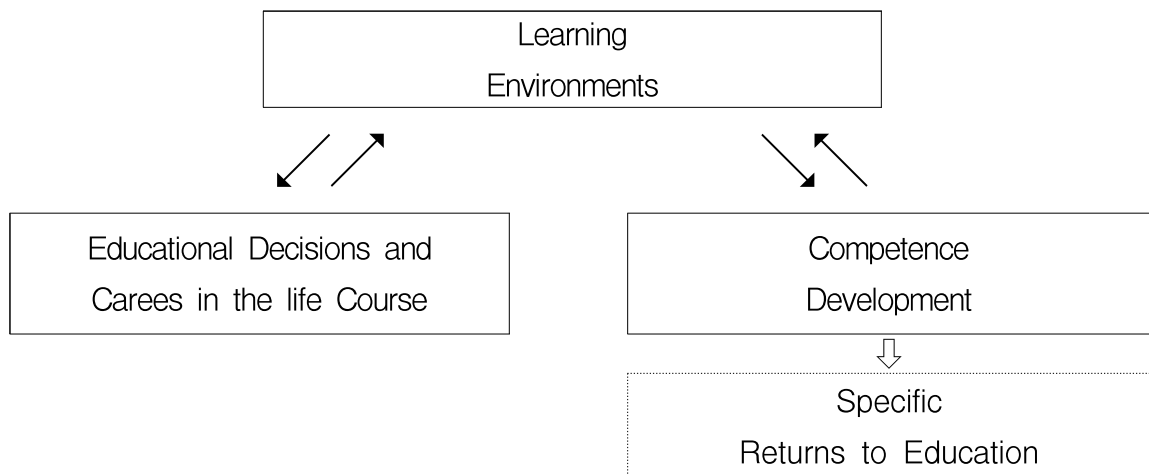 Learning
Environments
Educational Decisions and
Carees in the life Course
Competence
Development
Specific
Returns to Education